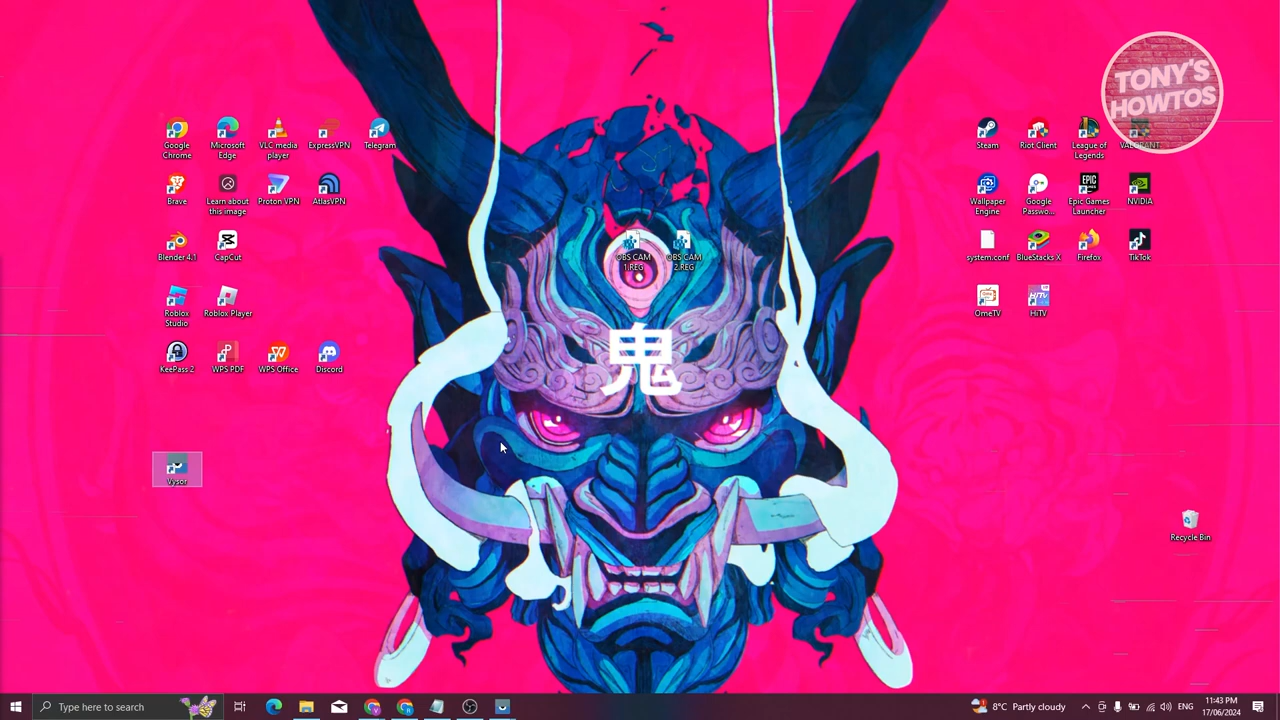 TONY'S
HOWTOS
Google
Chrome
Microsoft
Edge
VLC media
player
ExpressVPN
Telegram
Steam
Riot Client
League of
Legends
VALORANT
Brave
Learn about
this image
Proton VPN
AtlasVPN
Wallpaper
Engine
Google
Passwo...
EPIC
GAMES
Epic Games
Launcher
NVIDIA
Blender 4.1
CapCut
OBS CAM
1.REG
OBS CAM
2.REG
system.conf
BlueStacks X
Firefox
TikTok
Roblox
Studio
Roblox Player
OmeTV
HiTV
鬼
KeePass 2
WPS PDF
WPS Office
Discord
Vysor
Recycle Bin
Type here to search
8°C Partly cloudy
ENG
11:43 PM
17/06/2024